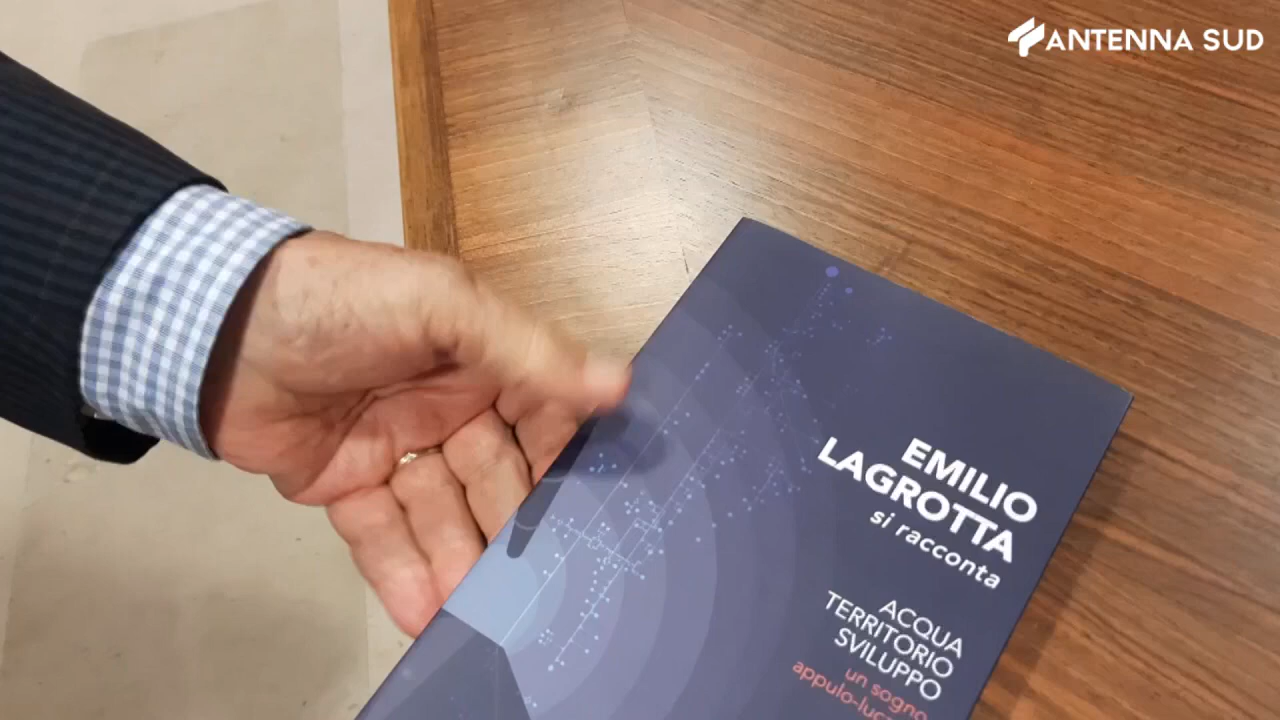 ANTENNA SUD
EMILIO
LAGROTTA
si racconta
ACQUA
TERRITORIO
SVILUPPO
un sogno